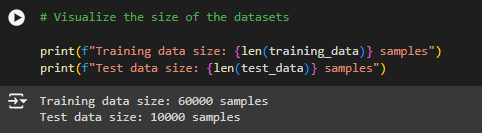 # Visualize the size of the datasets
print(f"Training data size: {len(training_data)} samples")
print(f"Test data size: {len(test_data)} samples")
Training data size: 60000 samples
Test data size: 10000 samples